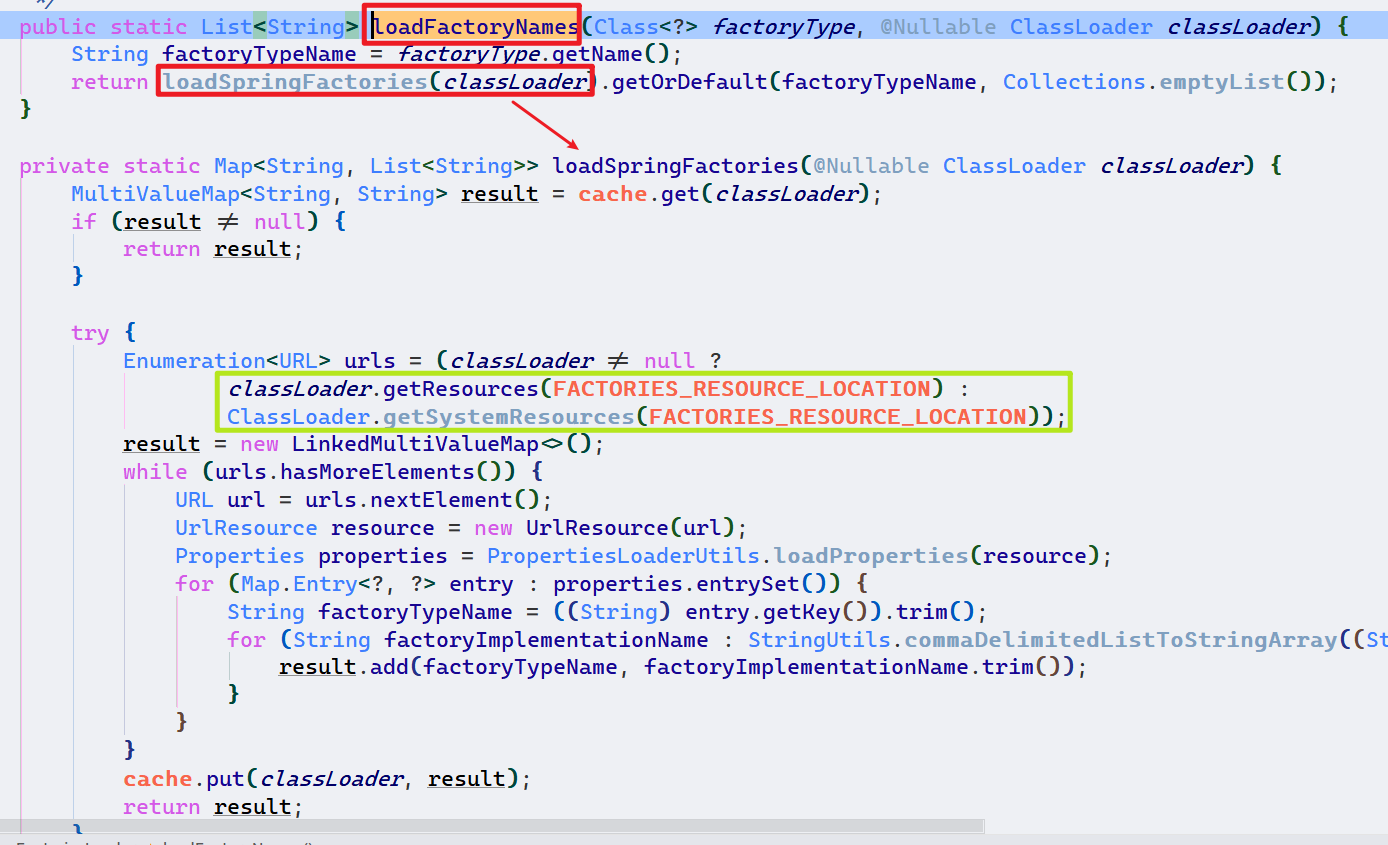 */
public static List<String> loadFactoryNames(Class<?> factoryType, @Nullable ClassLoader classLoader) {
    String factoryTypeName = factoryType.getName();
    return loadSpringFactories(classLoader).getOrDefault(factoryTypeName, Collections.emptyList());
}

private static Map<String, List<String>> loadSpringFactories(@Nullable ClassLoader classLoader) {
    MultiValueMap<String, String> result = cache.get(classLoader);
    if (result ≠ null) {
        return result;
    }

    try {
        Enumeration<URL> urls = (classLoader ≠ null ?
                classLoader.getResources(FACTORIES_RESOURCE_LOCATION) :
                ClassLoader.getSystemResources(FACTORIES_RESOURCE_LOCATION));
        result = new LinkedMultiValueMap<>();
        while (urls.hasMoreElements()) {
            URL url = urls.nextElement();
            UrlResource resource = new UrlResource(url);
            Properties properties = PropertiesLoaderUtils.loadProperties(resource);
            for (Map.Entry<?, ?> entry : properties.entrySet()) {
                String factoryTypeName = ((String) entry.getKey()).trim();
                for (String factoryImplementationName : StringUtils.commaDelimitedListToStringArray((St
                    result.add(factoryTypeName, factoryImplementationName.trim());
                }
            }
        }
        cache.put(classLoader, result);
        return result;
    }